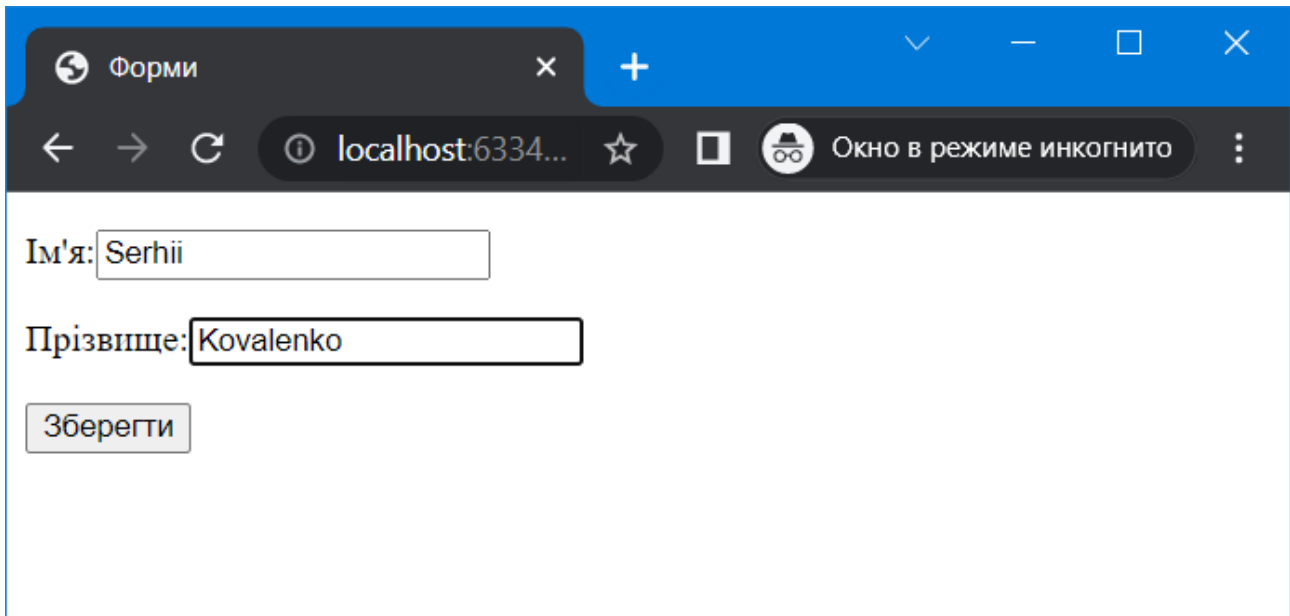 Форми
localhost:6334... Окно в режиме инкогнито
Ім'я: Serhii
Прізвище: Kovalenko
Зберегти